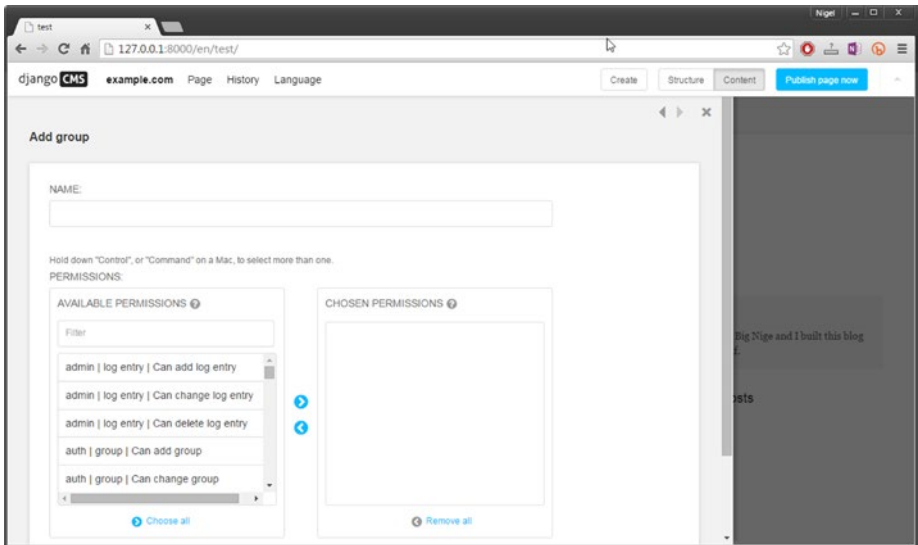 Nigel
test
127.0.0.1:8000/en/test/
django CMS example.com Page History Language Create Structure Content Publish page now
Add group
NAME:
Hold down "Control", or "Command" on a Mac, to select more than one.
PERMISSIONS:
AVAILABLE PERMISSIONS
Filter
admin | log entry | Can add log entry
admin | log entry | Can change log entry
admin | log entry | Can delete log entry
auth | group | Can add group
auth | group | Can change group
Choose all
CHOSEN PERMISSIONS
Remove all
Big Nige and I built this blog